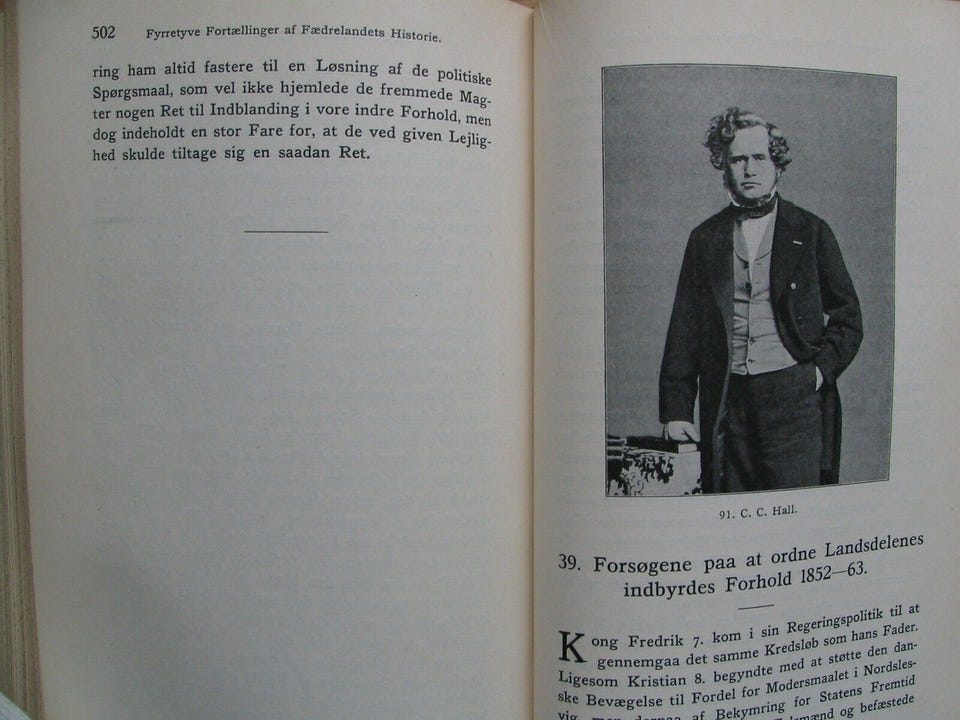 502 Fyrretyve Fortællinger af Fædrelandets Historie.
ring ham altid fastere til en Løsning af de politiske
Spørgsmaal, som vel ikke hjemlede de fremmede Mag-
ter nogen Ret til Indblanding i vore indre Forhold, men
dog indeholdt en stor Fare for, at de ved given Lejlig-
hed skulde tiltage sig en saadan Ret.
91. C. C. Hall.
39. Forsøgene paa at ordne Landsdelenes
indbyrdes Forhold 1852—63.
Kong Fredrik 7. kom i sin Regeringspolitik til at
gennemgaa det samme Kredsløb som hans Fader.
Ligesom Kristian 8. begyndte med at støtte den dan-
ske Bevægelse til Fordel for Modersmaalet i Nordsles-
vig, men derpaa af Bekymring for Statens Fremtid
og befæstede